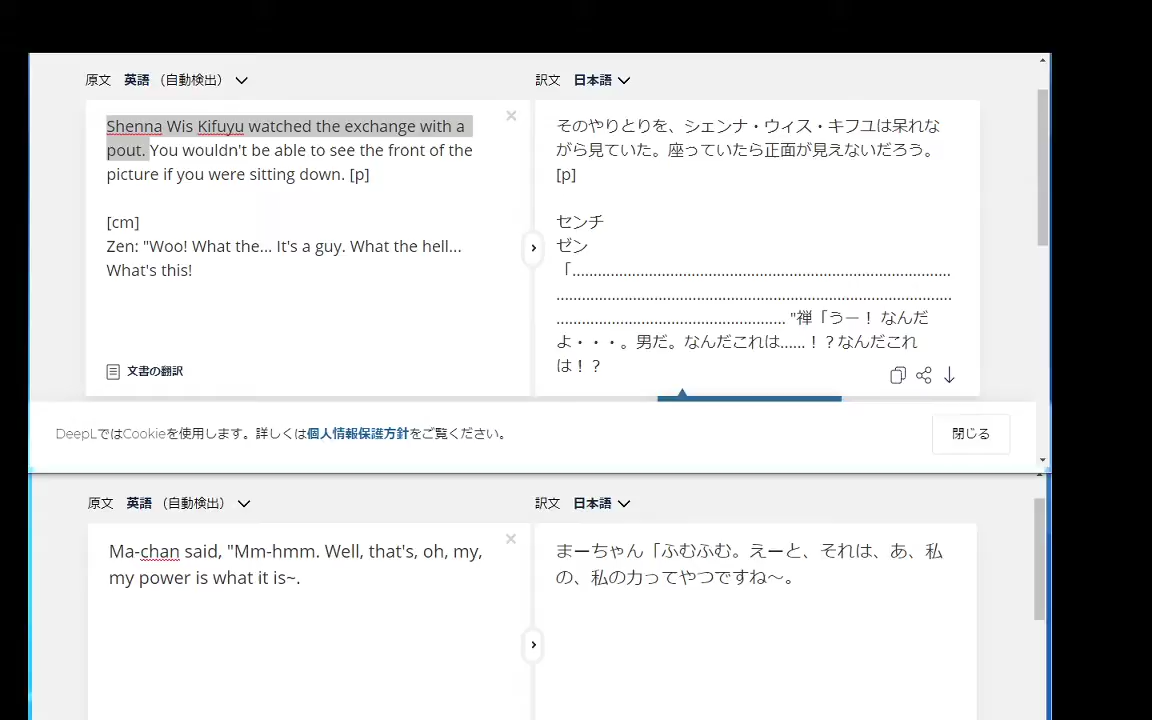 原文 英語 （自動検出）
訳文 日本語
Shenna Wis Kifuyu watched the exchange with a
pout. You wouldn't be able to see the front of the
picture if you were sitting down. [p]
[cm]
Zen: "Woo! What the... It's a guy. What the hell...
What's this!
文書の翻訳
そのやりとりを、シェンナ・ウィス・キフユは呆れな
がら見ていた。座っていたら正面が見えないだろう。
[p]
センチ
ゼン
「................................................................................
....................................................................................
................................................. "禅「うー！ なんだ
よ・・・。男だ。なんだこれは......！？なんだこれ
は！？
DeepLではCookieを使用します。詳しくは個人情報保護方針をご覧ください。
閉じる
原文 英語 （自動検出）
訳文 日本語
Ma-chan said, "Mm-hmm. Well, that's, oh, my,
my power is what it is~.
まーちゃん「ふむふむ。えーと、それは、あ、私
の、私の力ってやつですね〜。